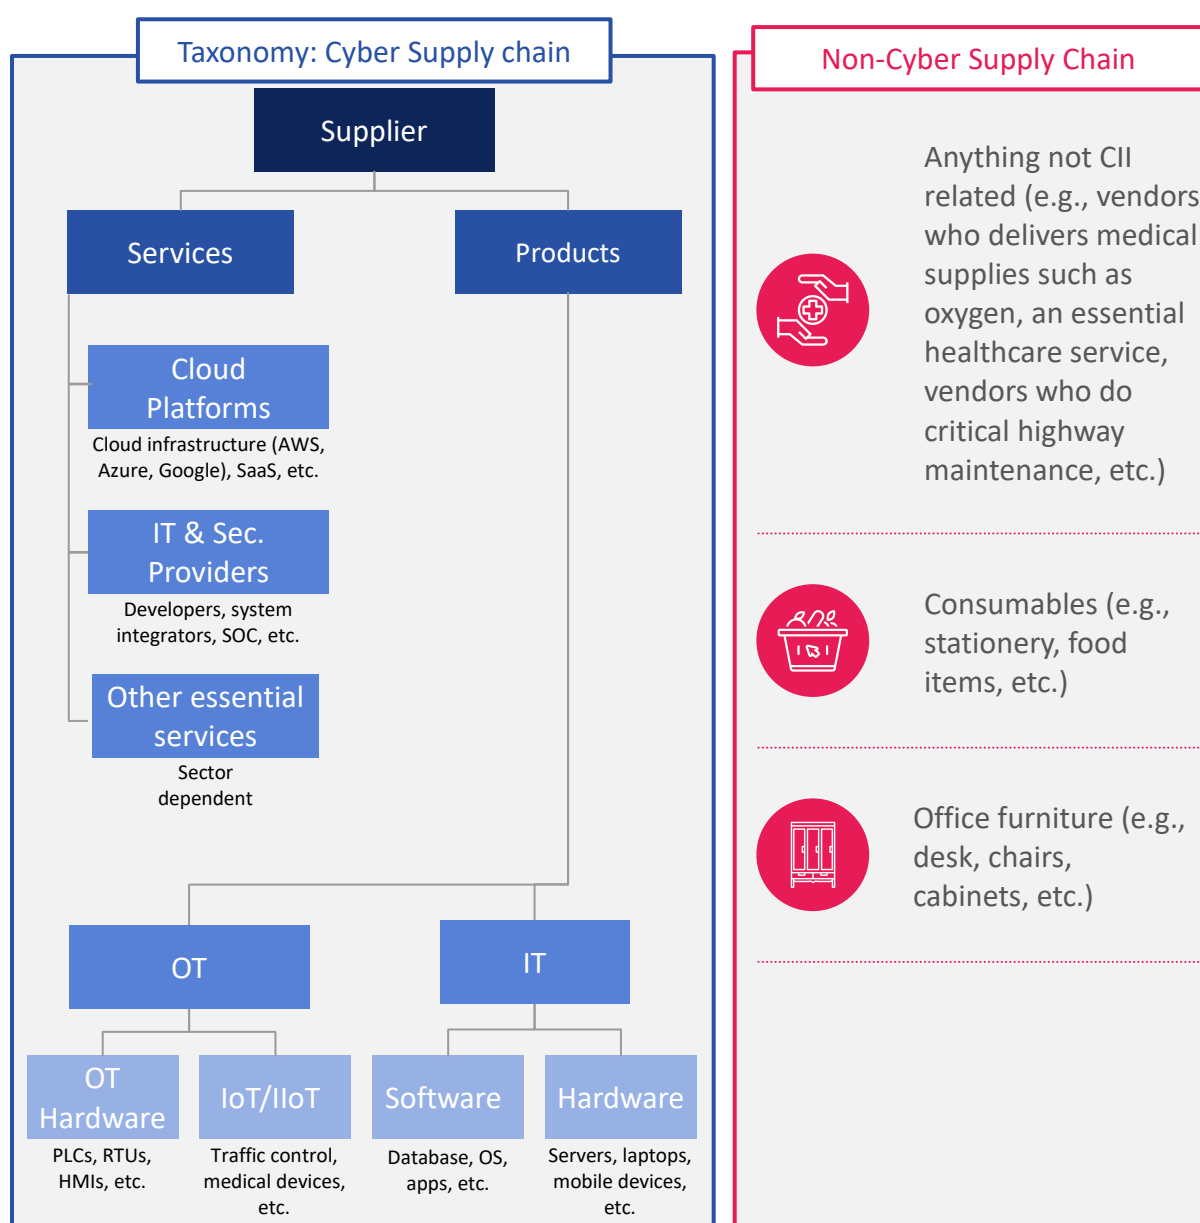 Taxonomy: Cyber Supply chain
Supplier
Services
Products
Cloud
Platforms
Cloud infrastructure (AWS,
Azure, Google), SaaS, etc.
IT & Sec.
Providers
Developers, system
integrators, SOC, etc.
Other essential
services
Sector
dependent
OT
IT
OT
Hardware
PLCs, RTUs,
HMIs, etc.
IoT/IIoT
Traffic control,
medical devices,
etc.
Software
Database, OS,
apps, etc.
Hardware
Servers, laptops,
mobile devices,
etc.
Non-Cyber Supply Chain
Anything not CII
related (e.g., vendors
who delivers medical
supplies such as
oxygen, an essential
healthcare service,
vendors who do
critical highway
maintenance, etc.)
Consumables (e.g.,
stationery, food
items, etc.)
Office furniture (e.g.,
desk, chairs,
cabinets, etc.)